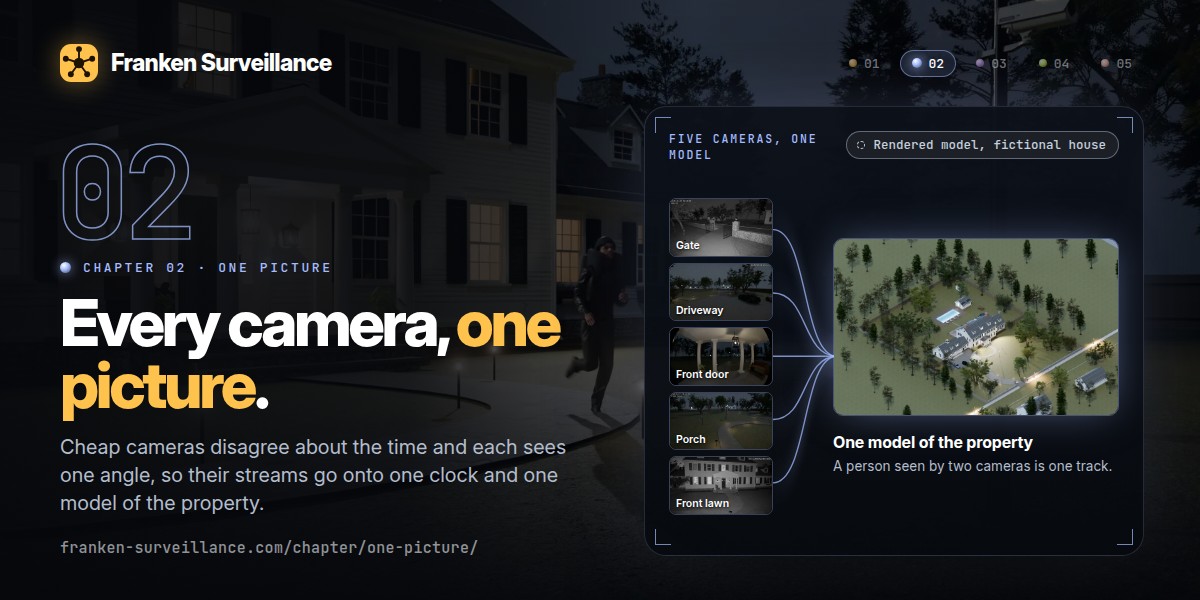 Franken Surveillance
01
02
03
04
05
02
CHAPTER 02 · ONE PICTURE
Every camera, one
picture.
Cheap cameras disagree about the time and each sees
one angle, so their streams go onto one clock and one
model of the property.
franken-surveillance.com/chapter/one-picture/
FIVE CAMERAS, ONE
MODEL
Rendered model, fictional house
Gate
Driveway
Front door
Porch
Front lawn
One model of the property
A person seen by two cameras is one track.